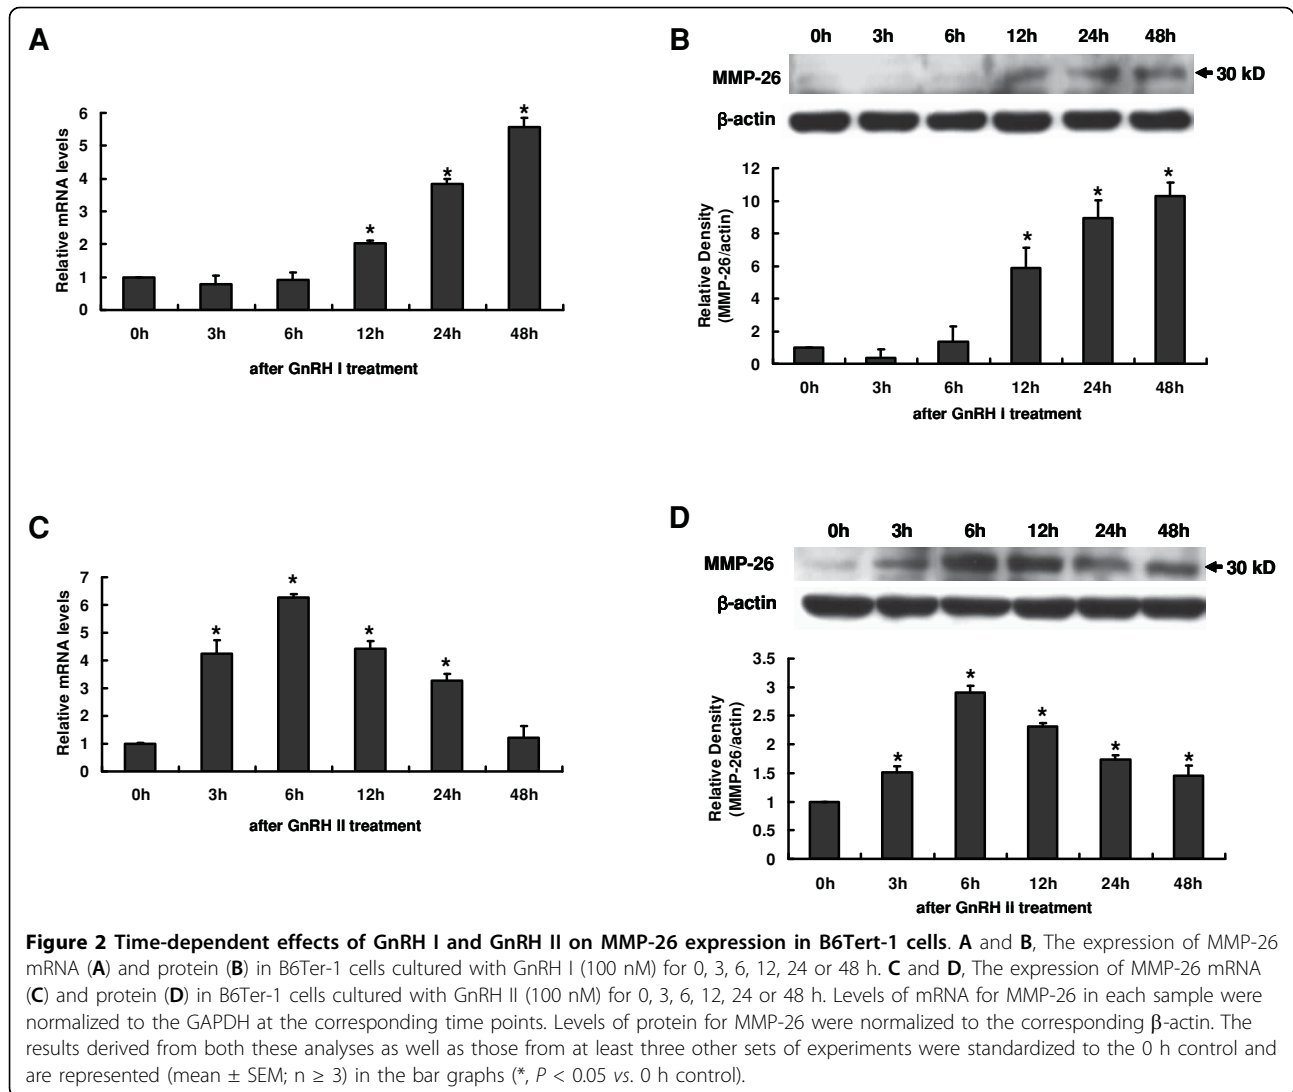 A
Relative mRNA levels
6
5
4
3
2
1
0
*
*
*
0h 3h 6h 12h 24h 48h
after GnRH I treatment
B
0h 3h 6h 12h 24h 48h
MMP-26
30 kD
β-actin
Relative Density
(MMP-26/actin)
12
10
8
6
4
2
0
*
*
*
0h 3h 6h 12h 24h 48h
after GnRH I treatment
C
Relative mRNA levels
7
6
5
4
3
2
1
0
*
*
*
*
0h 3h 6h 12h 24h 48h
after GnRH II treatment
D
0h 3h 6h 12h 24h 48h
MMP-26
30 kD
β-actin
Relative Density
(MMP-26/actin)
3.5
3
2.5
2
1.5
1
0.5
0
*
*
*
*
*
0h 3h 6h 12h 24h 48h
after GnRH II treatment
Figure 2 Time-dependent effects of GnRH I and GnRH II on MMP-26 expression in B6Tert-1 cells. A and B, The expression of MMP-26
mRNA (A) and protein (B) in B6Ter-1 cells cultured with GnRH I (100 nM) for 0, 3, 6, 12, 24 or 48 h. C and D, The expression of MMP-26 mRNA
(C) and protein (D) in B6Ter-1 cells cultured with GnRH II (100 nM) for 0, 3, 6, 12, 24 or 48 h. Levels of mRNA for MMP-26 in each sample were
normalized to the GAPDH at the corresponding time points. Levels of protein for MMP-26 were normalized to the corresponding β-actin. The
results derived from both these analyses as well as those from at least three other sets of experiments were standardized to the 0 h control and
are represented (mean ± SEM; n ≥ 3) in the bar graphs (*, P < 0.05 vs. 0 h control).